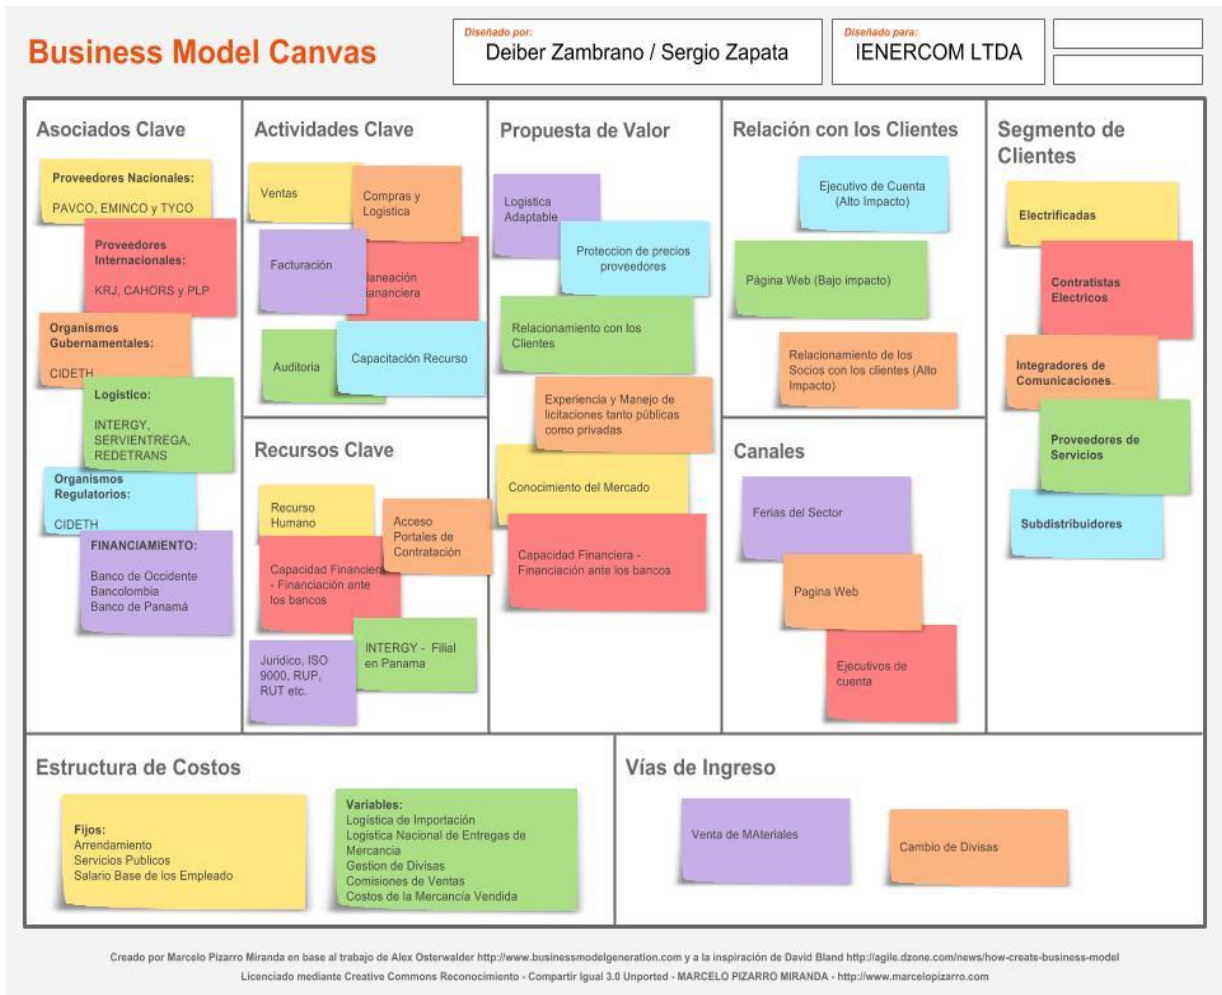 Business Model Canvas
Diseñado por:
Deiber Zambrano / Sergio Zapata
Diseñado para:
IENERCOM LTDA
Asociados Clave
Proveedores Nacionales:
PAVCO, EMINCO y TYCO
Proveedores
Internacionales:
KRJ, CAHORS y PLP
Organismos
Gubernamentales:
CIDETH
Logistico:
INTERGY,
SERVIENTREGA,
REDETRANS
Organismos
Regulatorios:
CIDETH
FINANCIAMIENTO:
Banco de Occidente
Bancolombia
Banco de Panamá
Actividades Clave
Ventas
Compras y
Logistica
Facturación
laneación
iananciera
Auditoria
Capacitación Recurso
Recursos Clave
Recurso
Humano
Acceso
Portales de
Contratación
Capacidad Financiera
- Financiación ante
los bancos
INTERGY - Filial
en Panama
Jurídico, ISO
9000, RUP,
RUT etc.
Propuesta de Valor
Logistica
Adaptable
Proteccion de precios
proveedores
Relacionamiento con los
Clientes
Experiencia y Manejo de
licitaciones tanto públicas
como privadas
Conocimiento del Mercado
Capacidad Financiera -
Financiación ante los bancos
Relación con los Clientes
Ejecutivo de Cuenta
(Alto Impacto)
Página Web (Bajo impacto)
Relacionamiento de los
Socios con los clientes (Alto
Impacto)
Canales
Ferias del Sector
Pagina Web
Ejecutivos de
cuenta
Segmento de
Clientes
Electrificadas
Contratistas
Electricos
Integradores de
Comunicaciones.
Proveedores de
Servicios
Subdistribuidores
Estructura de Costos
Fijos:
Arrendamiento
Servicios Publicos
Salario Base de los Empleado
Variables:
Logística de Importación
Logistica Nacional de Entregas de
Mercancia
Gestion de Divisas
Comisiones de Ventas
Costos de la Mercancía Vendida
Vías de Ingreso
Venta de MAteriales
Cambio de Divisas
Creado por Marcelo Pizarro Miranda en base al trabajo de Alex Osterwalder http://www.businessmodelgeneration.com y a la inspiración de David Bland http://agile.dzone.com/news/how-create-business-model
Licenciado mediante Creative Commons Reconocimiento - Compartir Igual 3.0 Unported - MARCELO PIZARRO MIRANDA - http://www.marcelopizarro.com